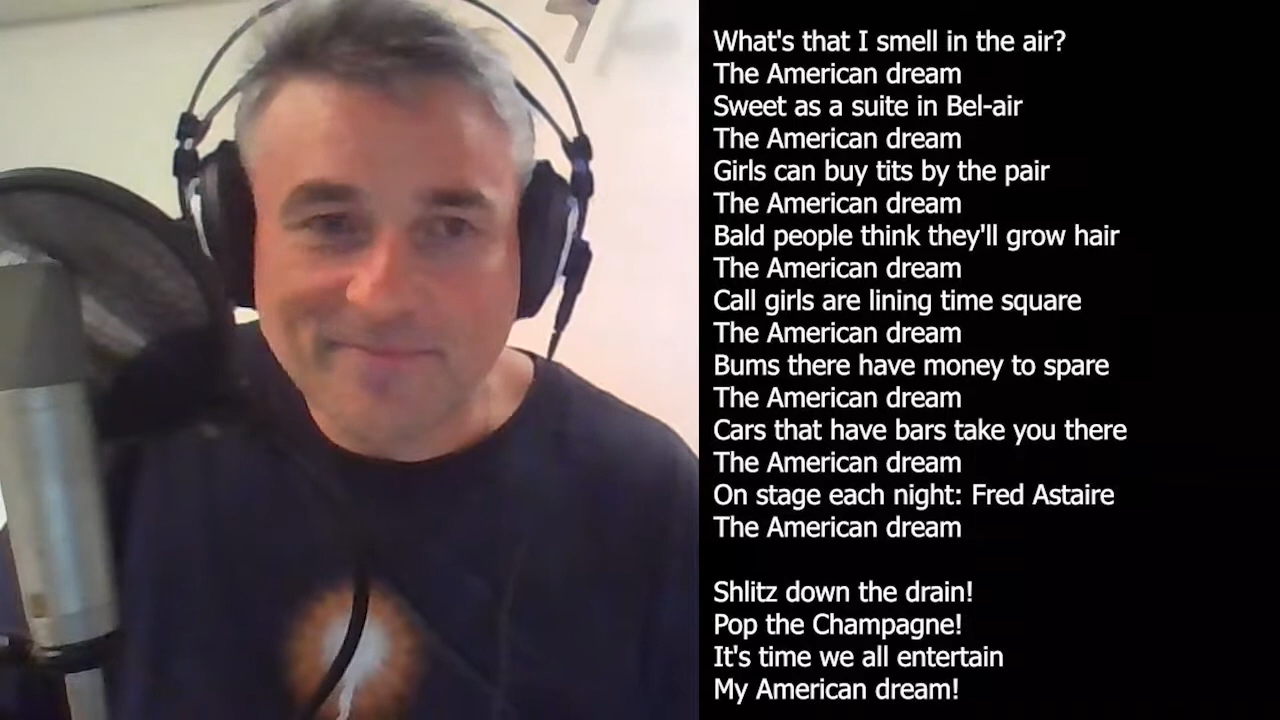 What's that I smell in the air?
The American dream
Sweet as a suite in Bel-air
The American dream
Girls can buy tits by the pair
The American dream
Bald people think they'll grow hair
The American dream
Call girls are lining time square
The American dream
Bums there have money to spare
The American dream
Cars that have bars take you there
The American dream
On stage each night: Fred Astaire
The American dream
Shlitz down the drain!
Pop the Champagne!
It's time we all entertain
My American dream!